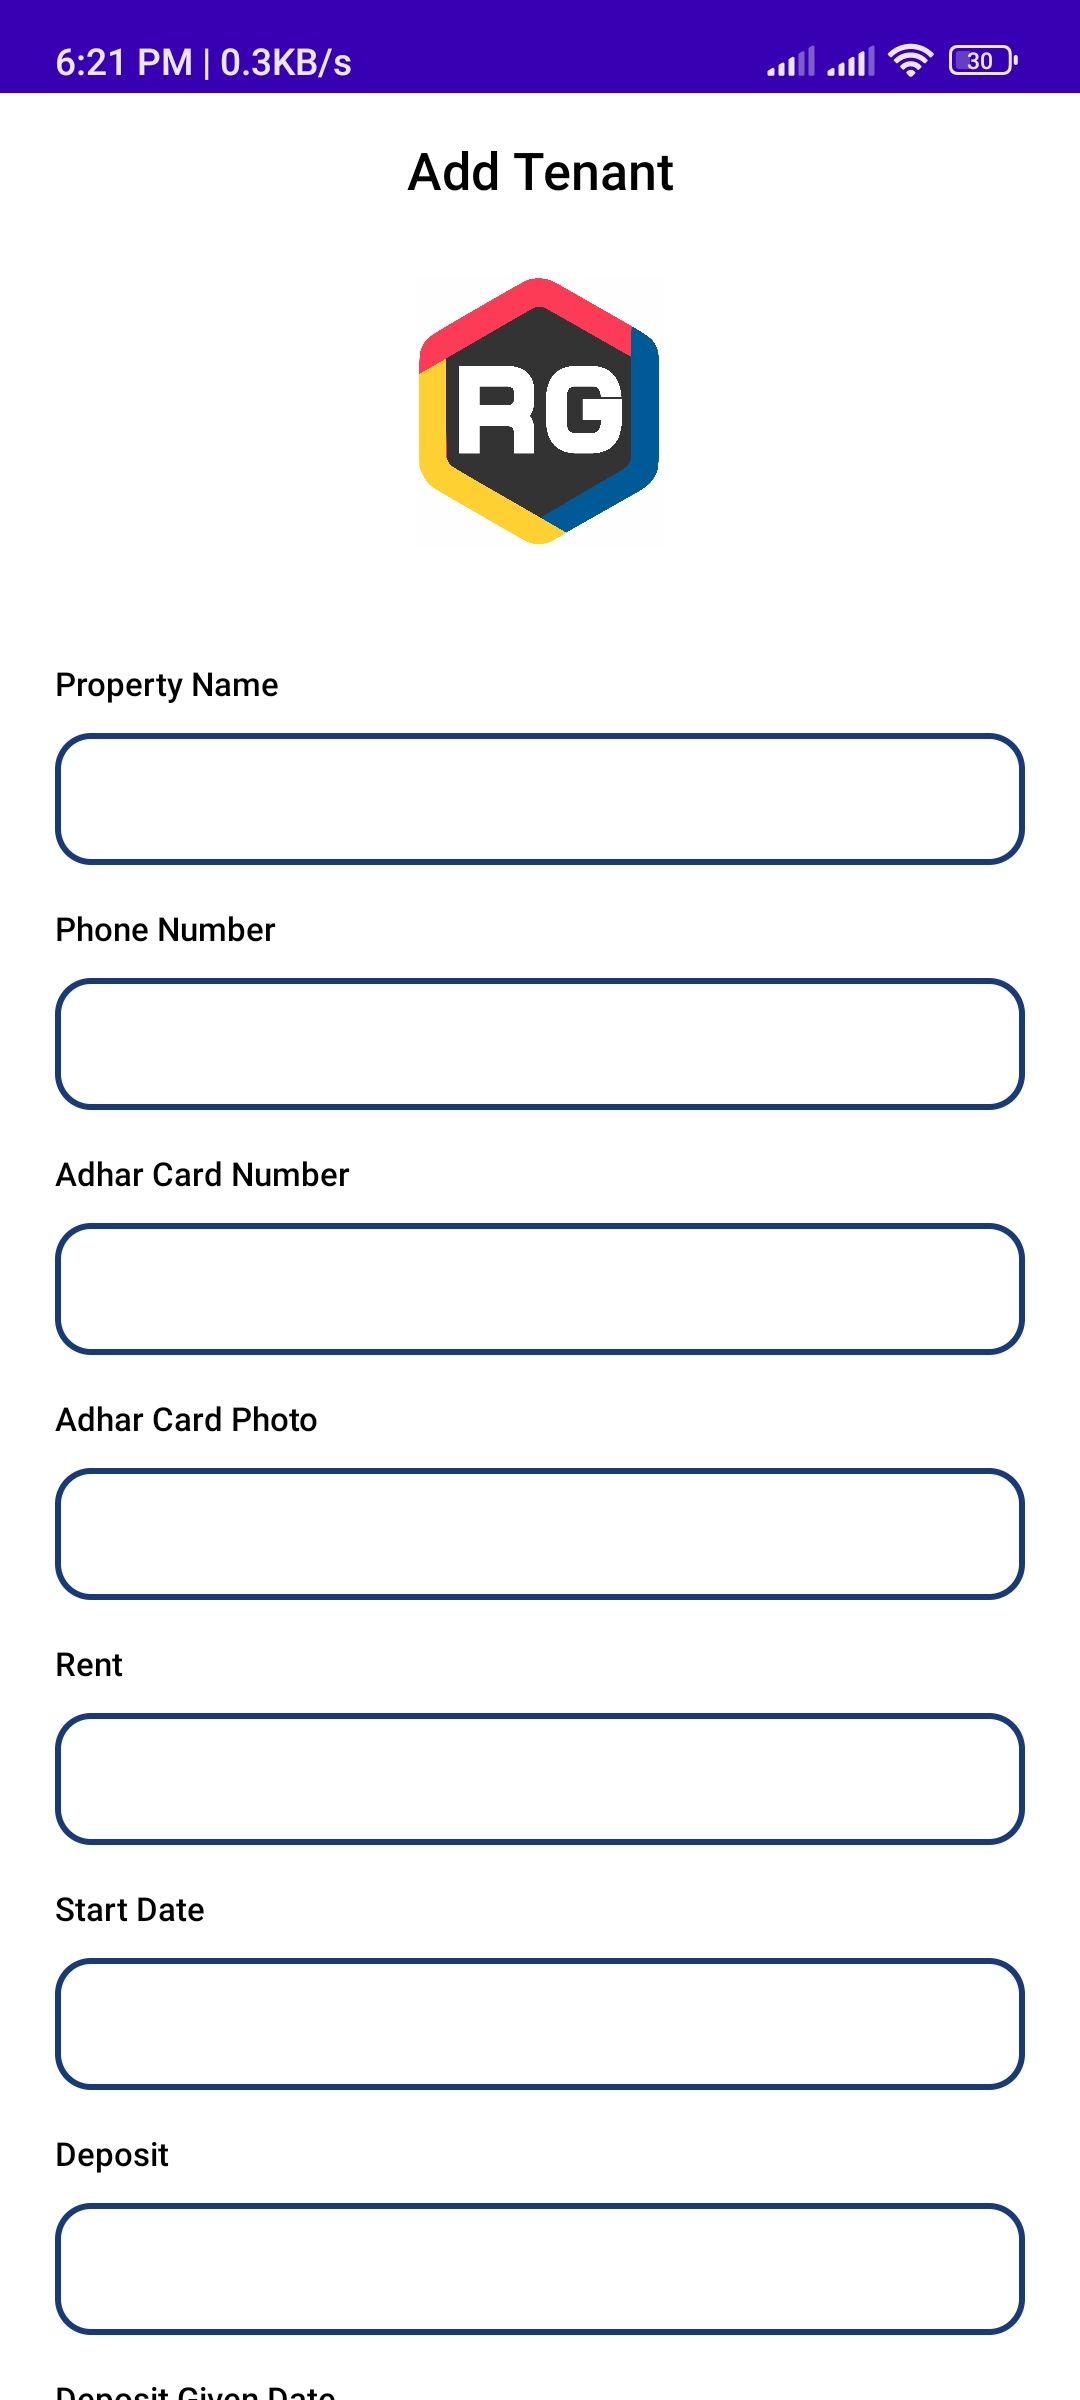 6:21 PM | 0.3KB/s 30
Add Tenant
RG
Property Name
Phone Number
Adhar Card Number
Adhar Card Photo
Rent
Start Date
Deposit
Deposit Given Date